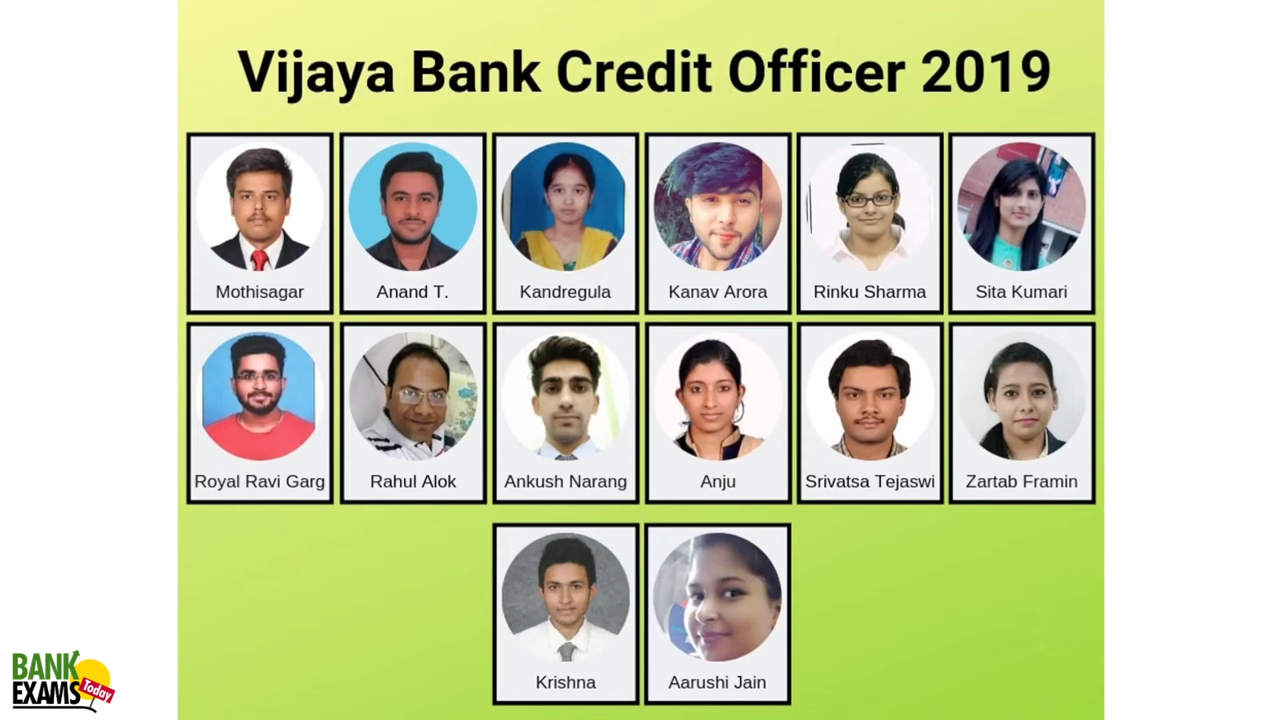 Vijaya Bank Credit Officer 2019
Mothisagar
Anand T.
Kandregula
Kanav Arora
Rinku Sharma
Sita Kumari
Royal Ravi Garg
Rahul Alok
Ankush Narang
Anju
Srivatsa Tejaswi
Zartab Framin
Krishna
Aarushi Jain
BANK
EXAMS Today